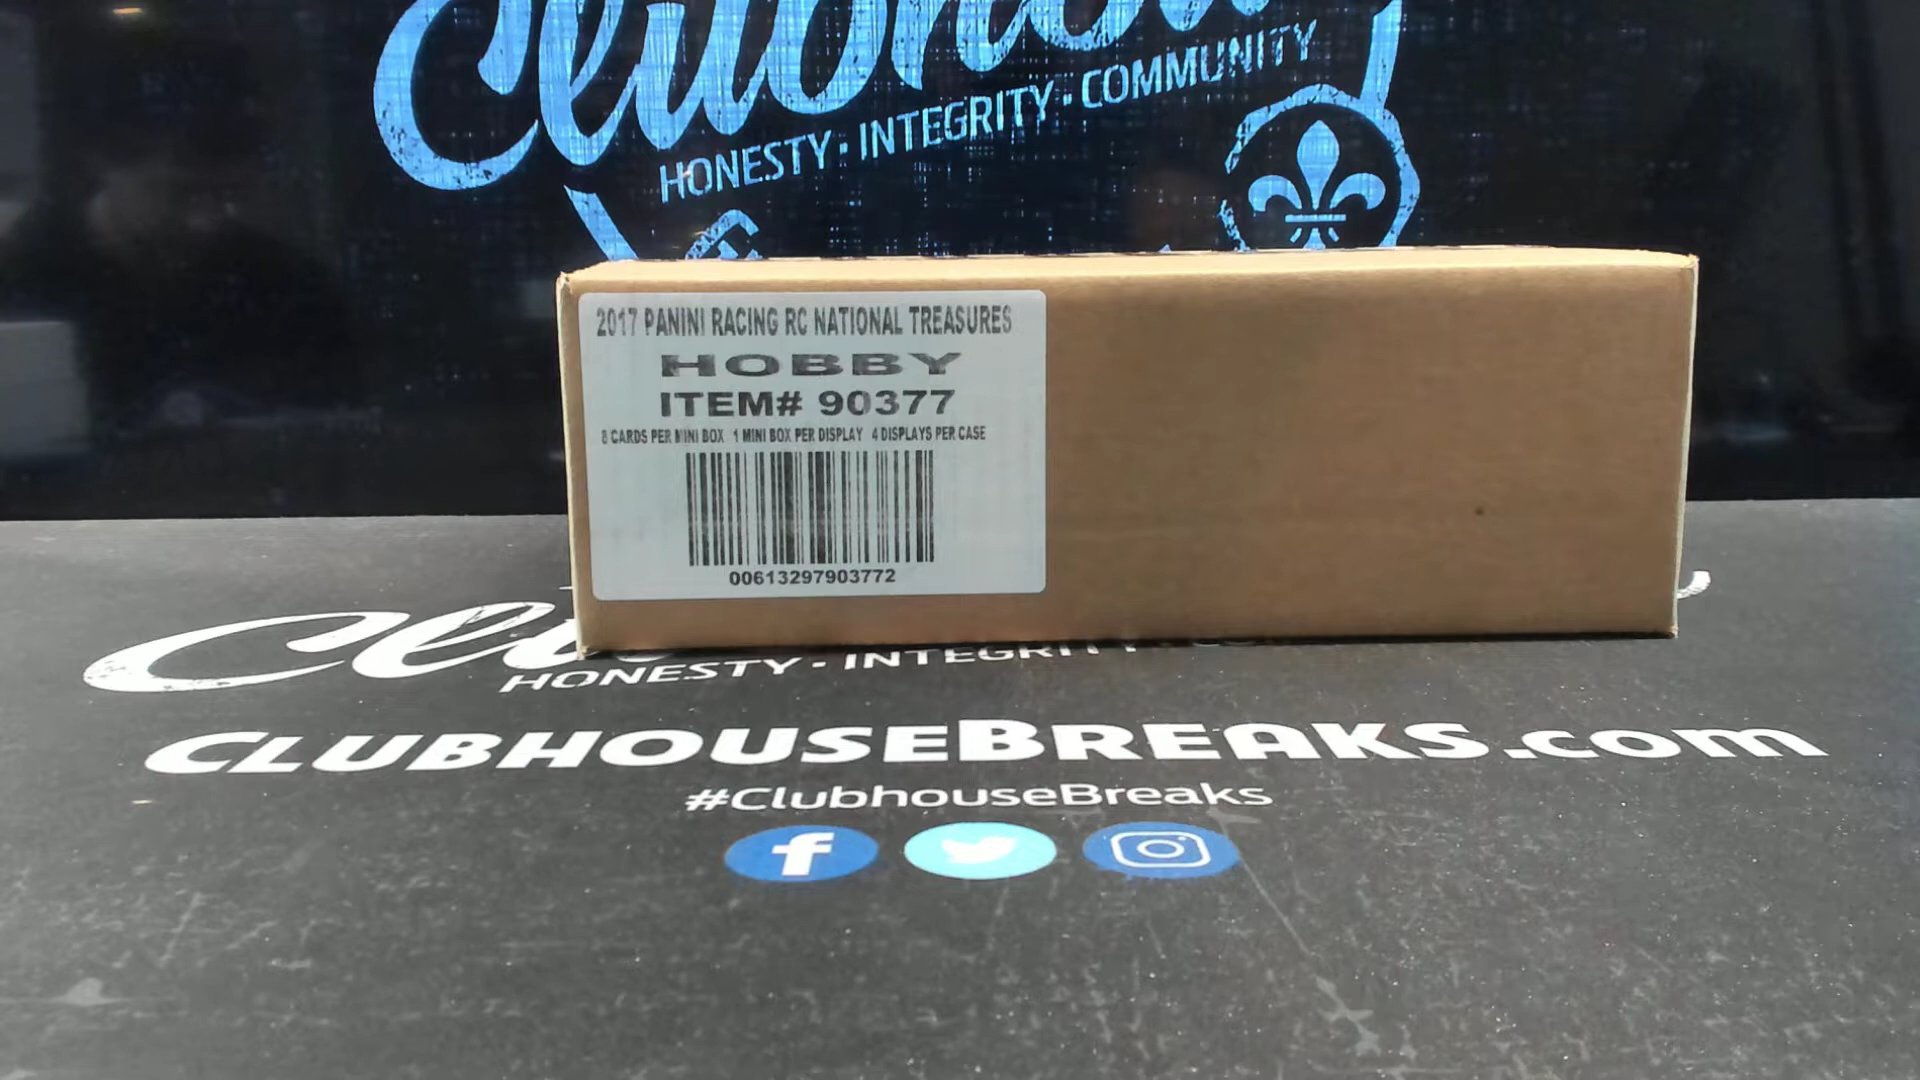 HONESTY · INTEGRITY · COMMUNITY
2017 PANINI RACING RC NATIONAL TREASURES
HOBBY
ITEM# 90377
8 CARDS PER MINI BOX 1 MINI BOX PER DISPLAY 4 DISPLAYS PER CASE
00613297903772
HONESTY · INTEGRITY
CLUBHOUSEBREAKS.com
#ClubhouseBreaks